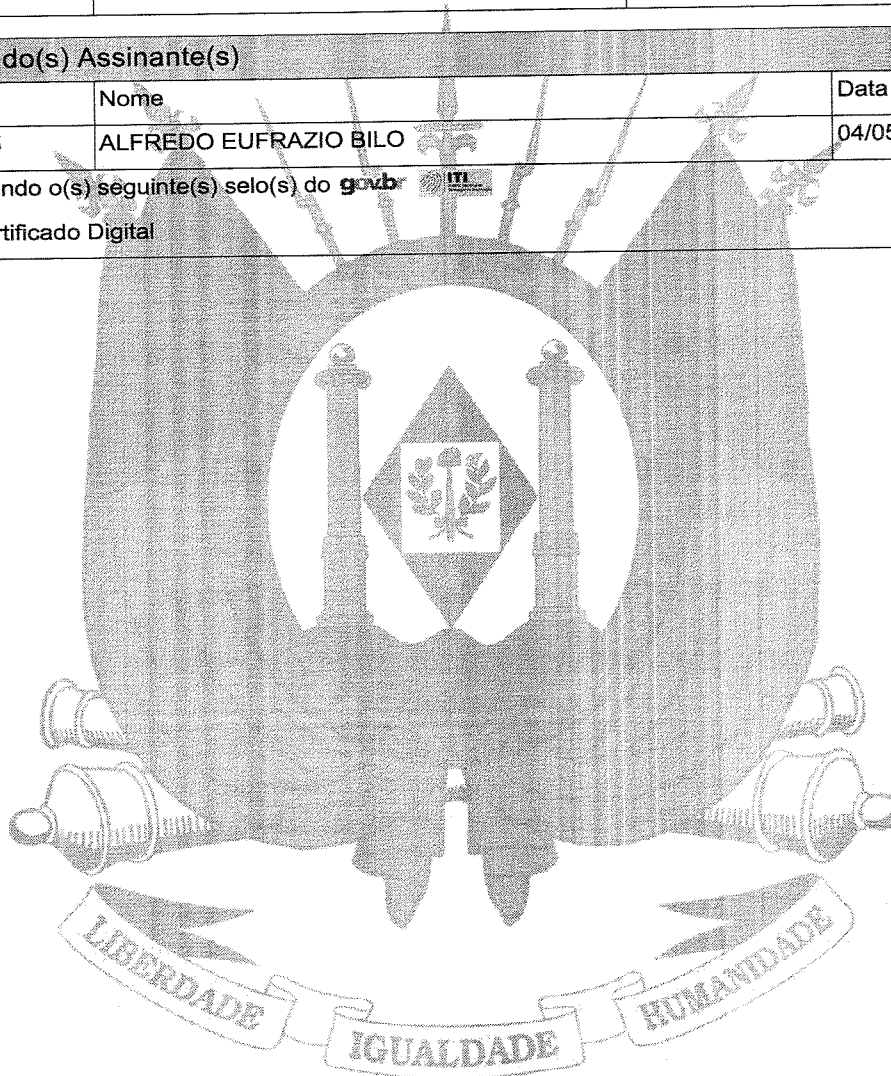 do(s) Assinante(s)
Nome
Data
ALFREDO EUFRAZIO BILO
04/05
ndo o(s) seguinte(s) selo(s) do gov.br ITI
rtificado Digital
LIBERDADE
IGUALDADE
HUMANIDADE